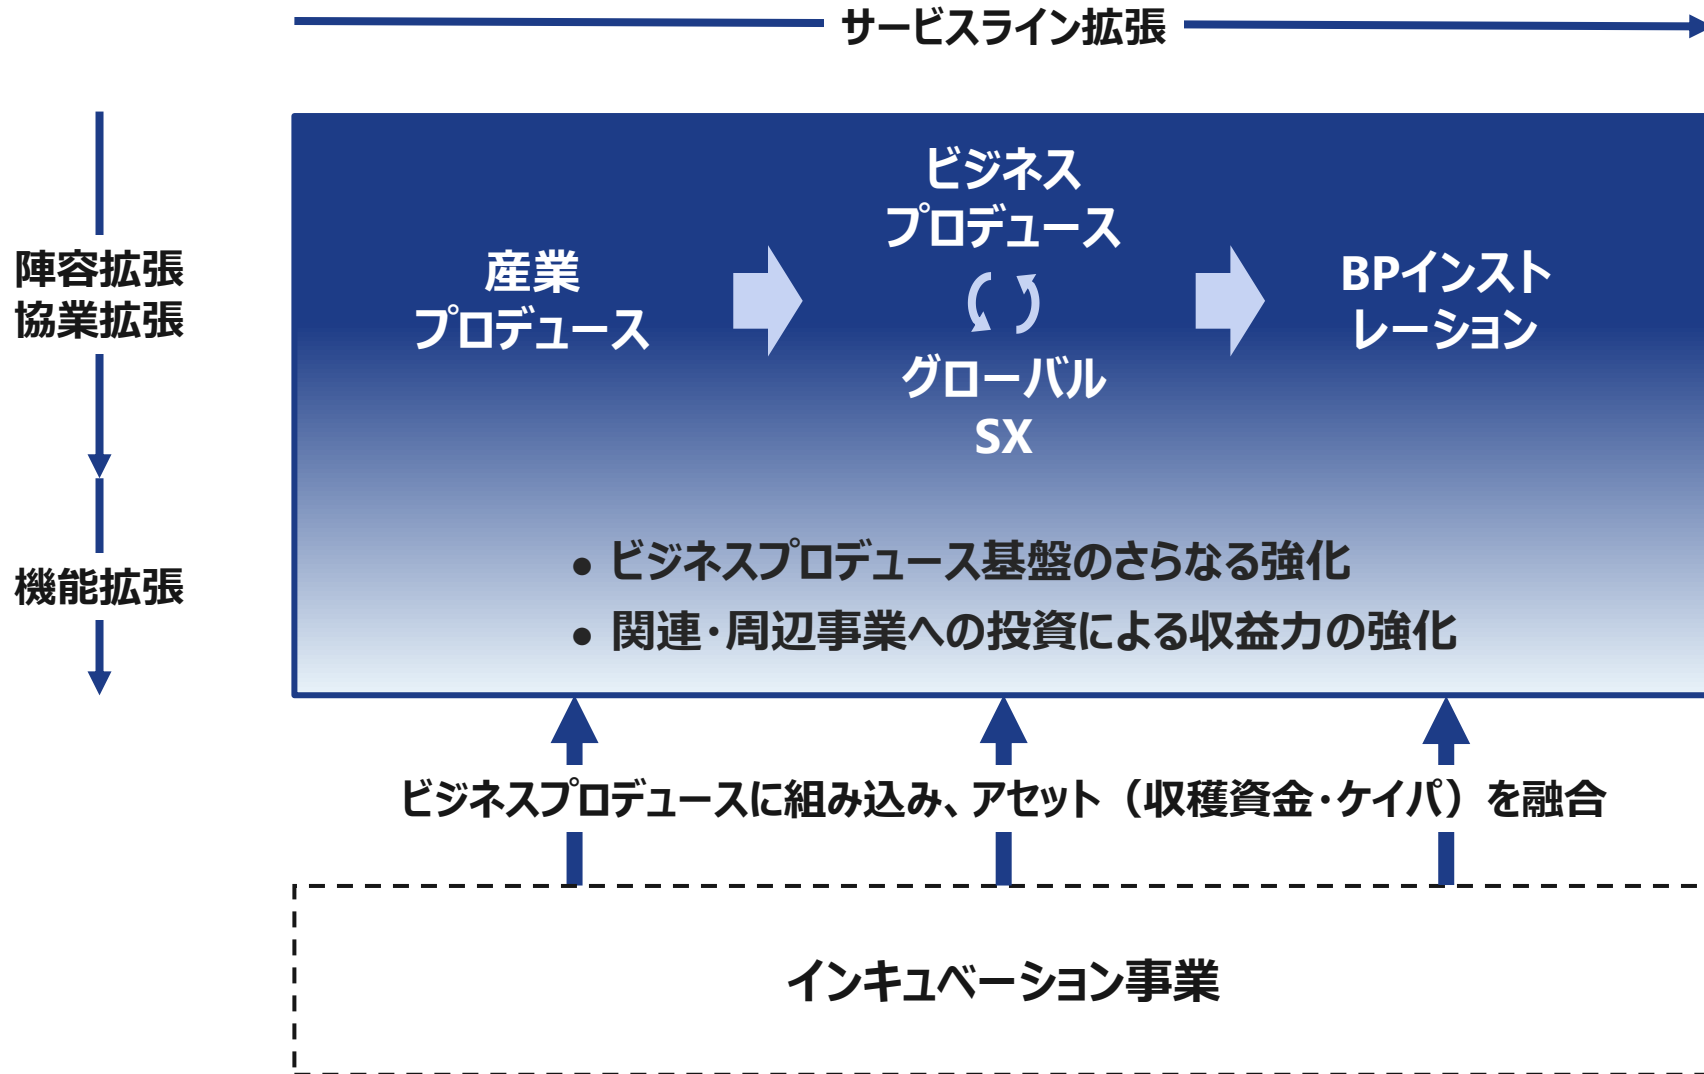 サービスライン拡張
陣容拡張
協業拡張
機能拡張
産業
プロデュース
ビジネス
プロデュース
グローバル
SX
BPインスト
レーション
● ビジネスプロデュース基盤のさらなる強化
● 関連・周辺事業への投資による収益力の強化
ビジネスプロデュースに組み込み、アセット（収穫資金・ケイパ）を融合
インキュベーション事業